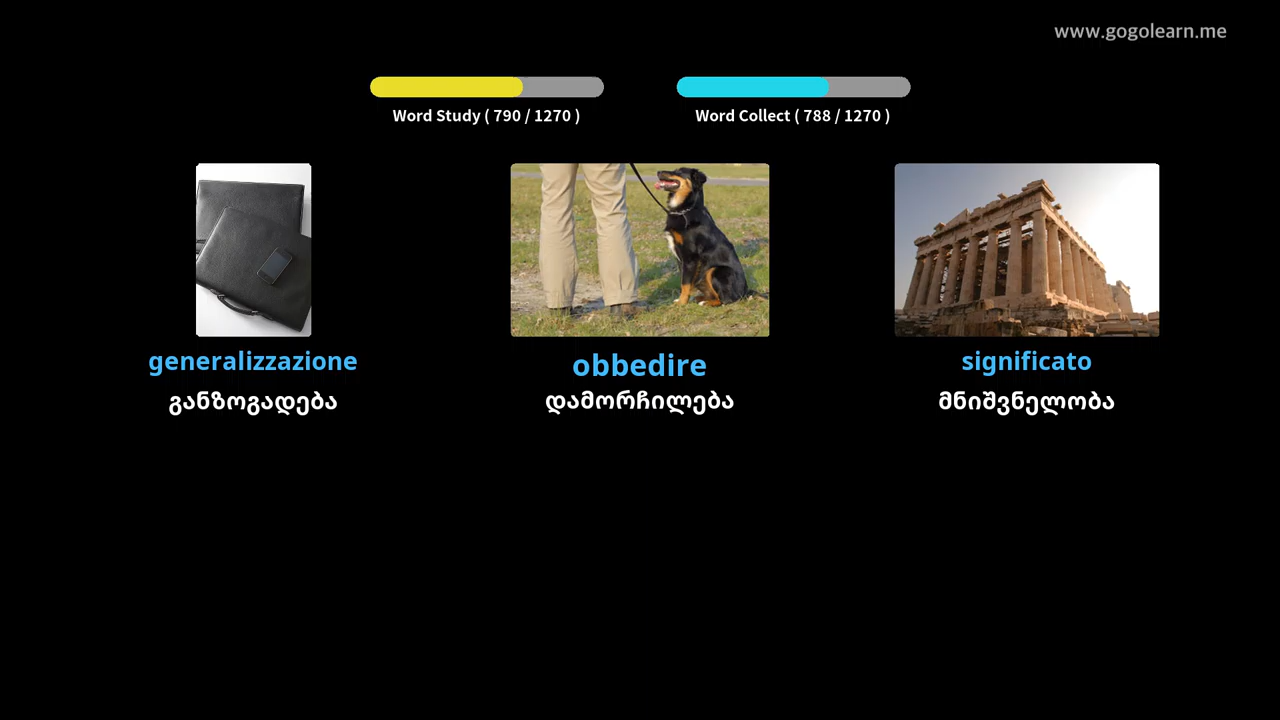 www.gogolearn.me
Word Study ( 790 / 1270 )
Word Collect ( 788 / 1270 )
generalizzazione
obbedire
significato
განზოგადება
დამორჩილება
მნიშვნელობა